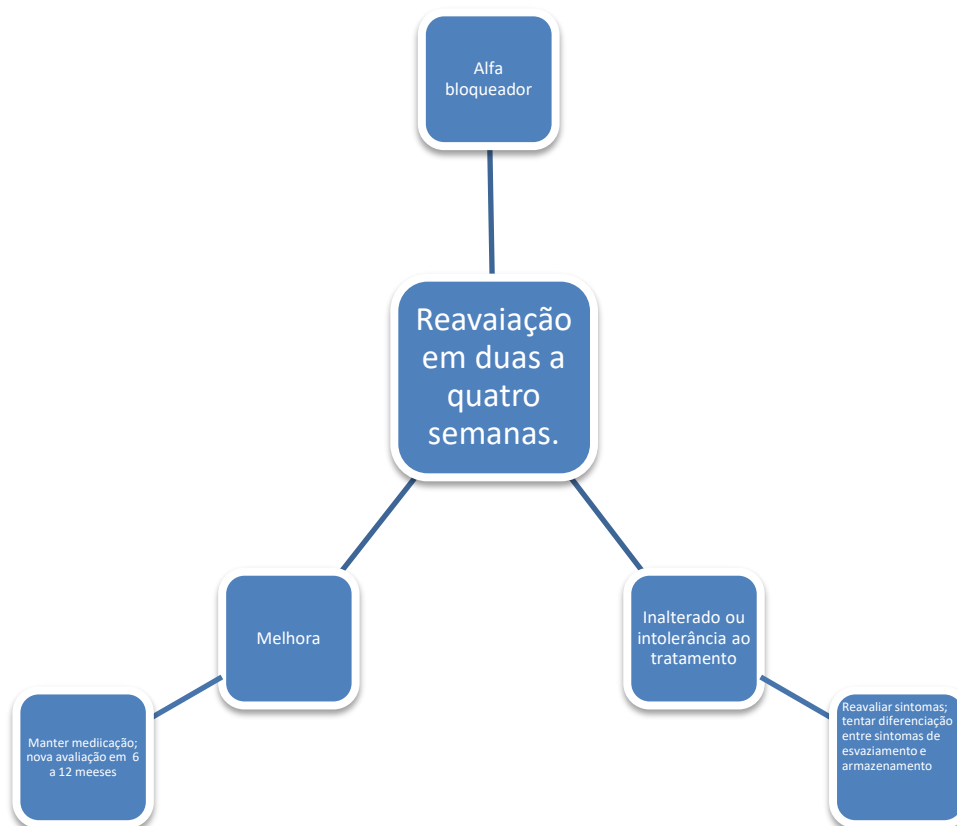 Alfa
bloqueador
Reavaiação
em duas a
quatro
semanas.
Melhora
Inalterado ou
intolerância ao
tratamento
Manter mediicação;
nova avaliação em 6
a 12 meeses
Reavaliar sintomas;
tentar diferenciação
entre sintomas de
esvaziamento e
armazenamento